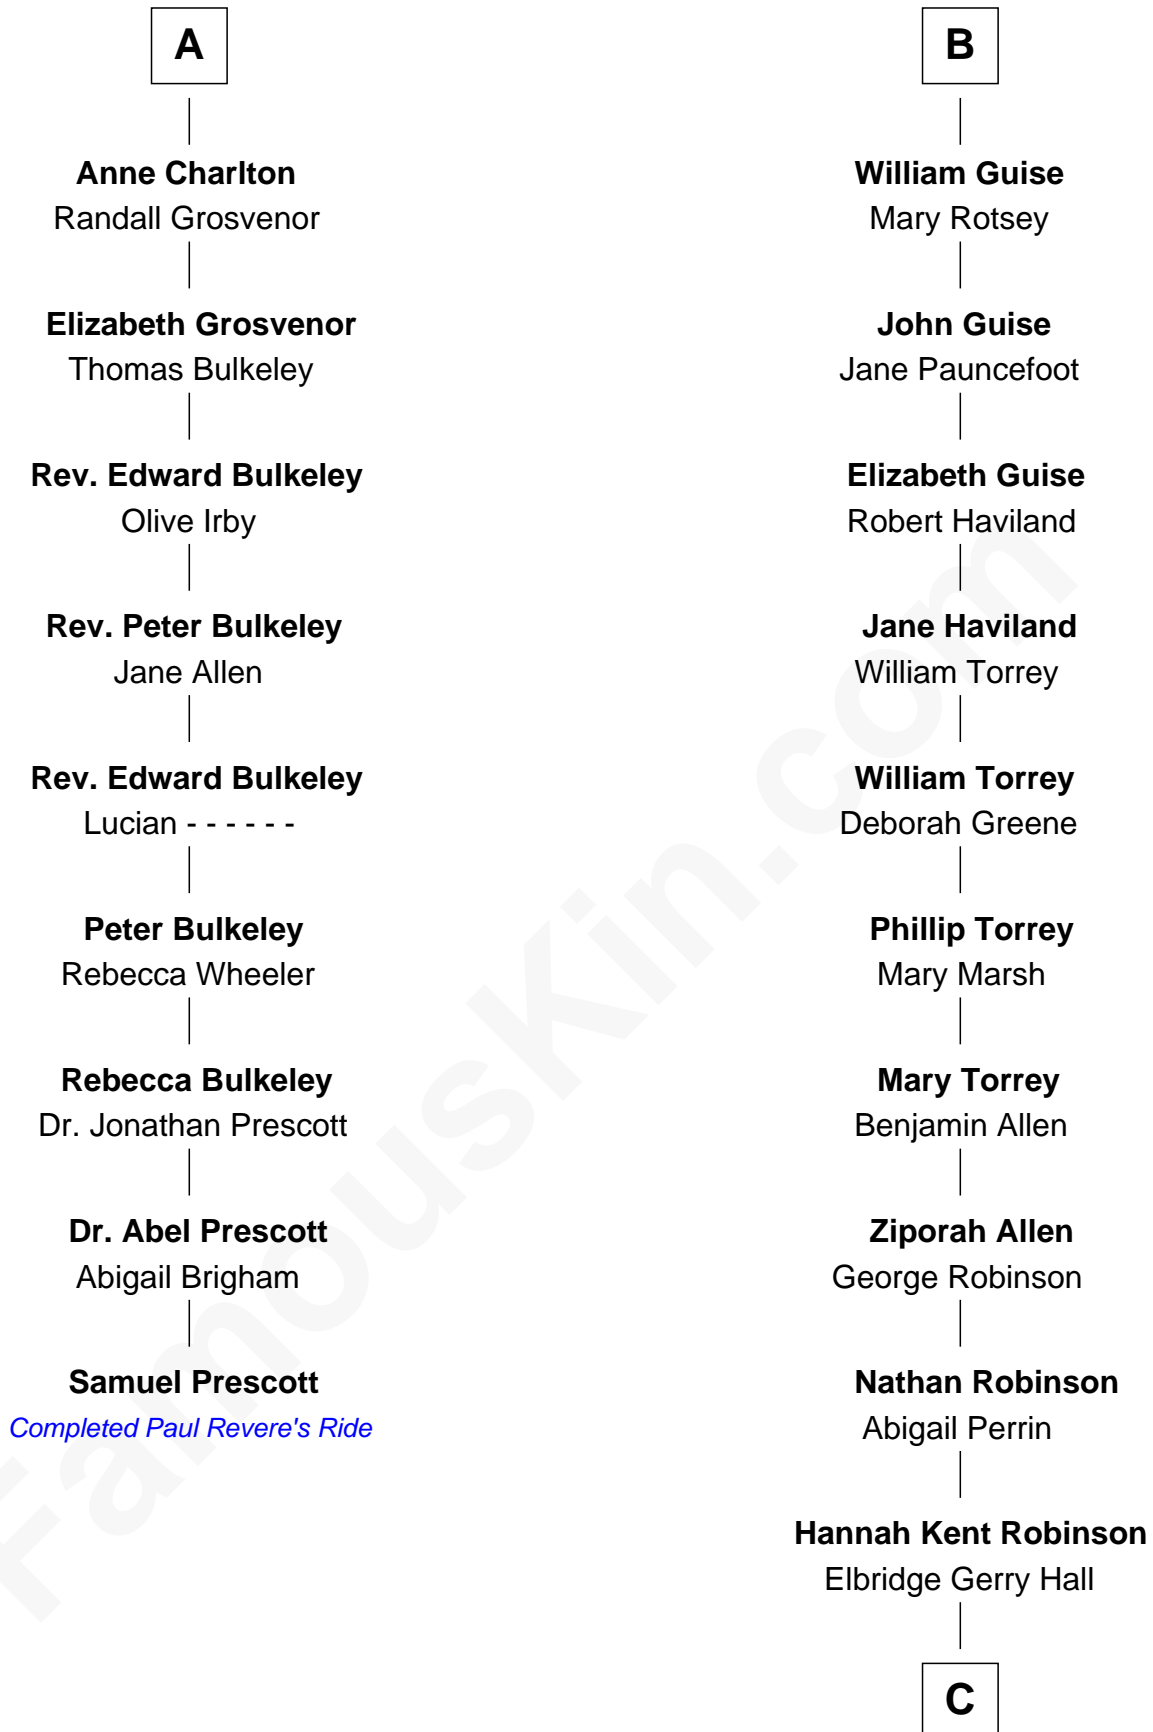 A
Anne Charlton
Randall Grosvenor
Elizabeth Grosvenor
Thomas Bulkeley
Rev. Edward Bulkeley
Olive Irby
Rev. Peter Bulkeley
Jane Allen
Rev. Edward Bulkeley
Lucian - - - - - -
Peter Bulkeley
Rebecca Wheeler
Rebecca Bulkeley
Dr. Jonathan Prescott
Dr. Abel Prescott
Abigail Brigham
Samuel Prescott
Completed Paul Revere's Ride
B
William Guise
Mary Rotsey
John Guise
Jane Pauncefoot
Elizabeth Guise
Robert Haviland
Jane Haviland
William Torrey
William Torrey
Deborah Greene
Phillip Torrey
Mary Marsh
Mary Torrey
Benjamin Allen
Ziporah Allen
George Robinson
Nathan Robinson
Abigail Perrin
Hannah Kent Robinson
Elbridge Gerry Hall
C
FamousKin.com